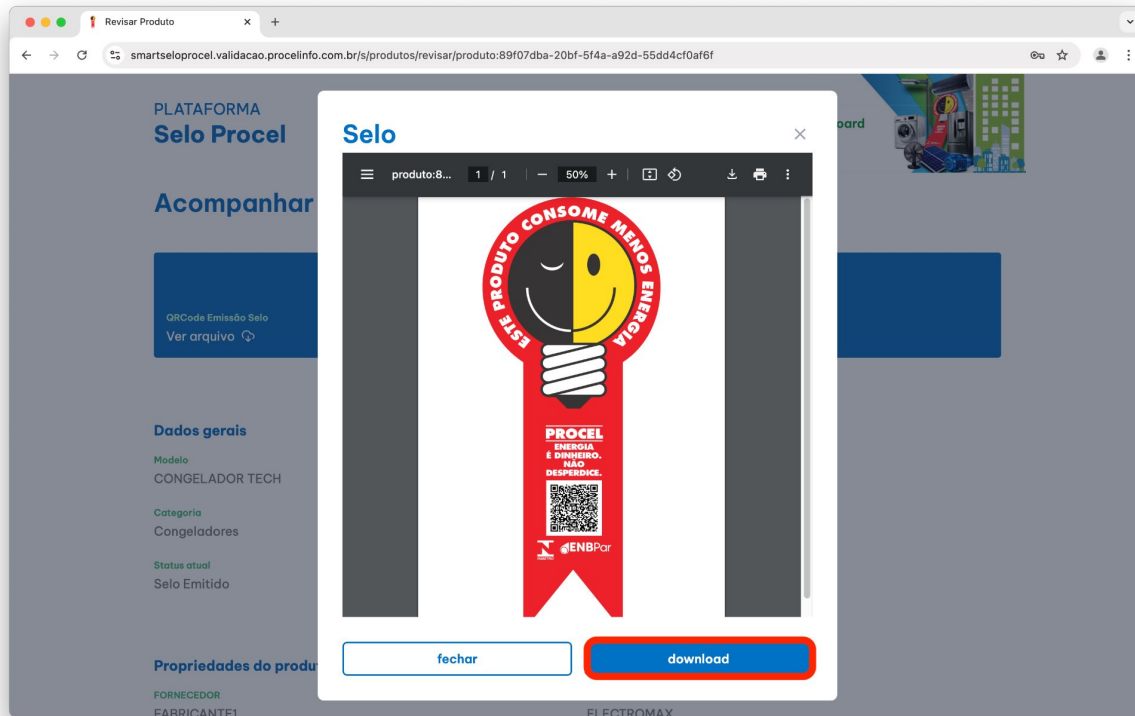 Revisar Produto
smartseloprocel.validacao.procelinfo.com.br/s/produtos/revisar/produto:89f07dba-20bf-5f4a-a92d-55dd4cf0af6f
PLATAFORMA
Selo Procel
oard
Acompanhar
QRCode Emissão Selo
Ver arquivo
Dados gerais
Modelo
CONGELADOR TECH
Categoria
Congeladores
Status atual
Selo Emitido
Propriedades do produ
FORNECEDOR
FABRICANTE1
ELECTROMAX
Selo
produto:8...
1 / 1
50%
ESTE PRODUTO CONSOME MENOS ENERGIA
PROCEL
ENERGIA
É DINHEIRO.
NÃO
DESPERDICE.
ENBPar
fechar
download